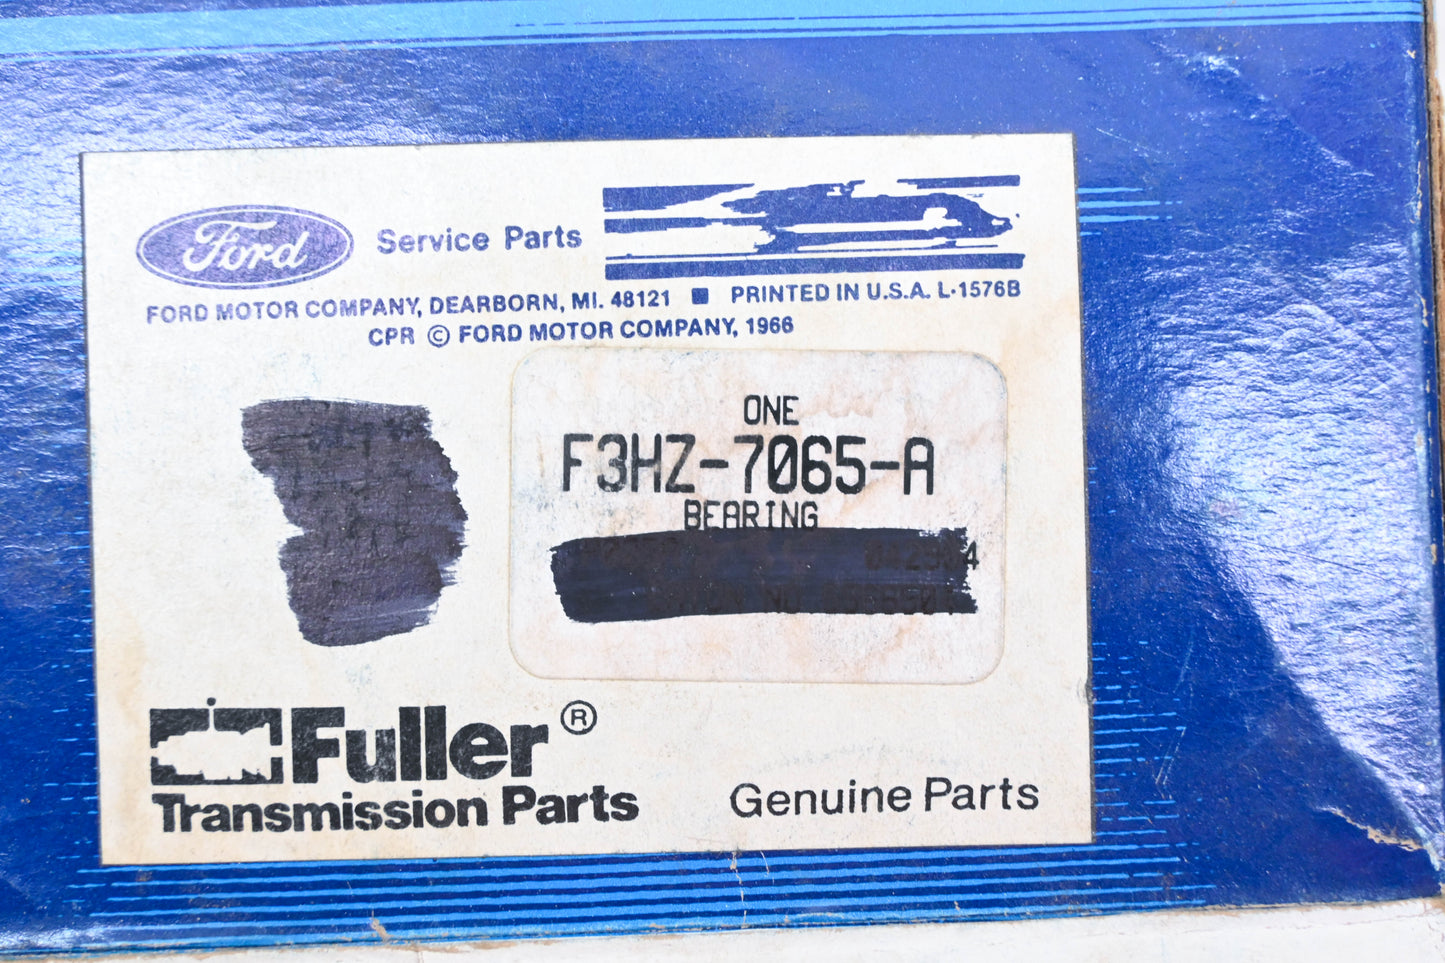 Ford Service Parts
FORD MOTOR COMPANY, DEARBORN, MI. 48121 ■ PRINTED IN U.S.A. L-1576B
CPR © FORD MOTOR COMPANY, 1966
ONE
F3HZ-7065-A
BEARING
Fuller®
Transmission Parts
Genuine Parts